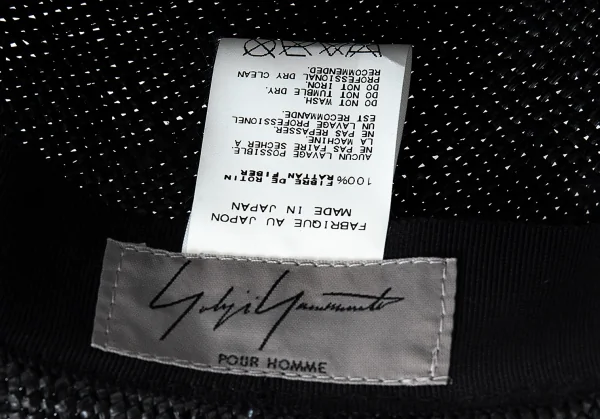 FABRIQUE AU JAPON
MADE IN JAPAN
100% FIBRE DE ROTIN
RATTAN FIBER
AUCUN LAVAGE POSSIBLE
NE PAS FAIRE SECHER A
LA MACHINE.
NE PAS REPASSER.
UN LAVAGE PROFESSIONEL
EST RECOMMANDE.
DO NOT WASH.
DO NOT TUMBLE DRY.
DO NOT IRON.
PROFESSIONAL DRY CLEAN
RECOMMENDED.
Yohji Yamamoto
POUR HOMME